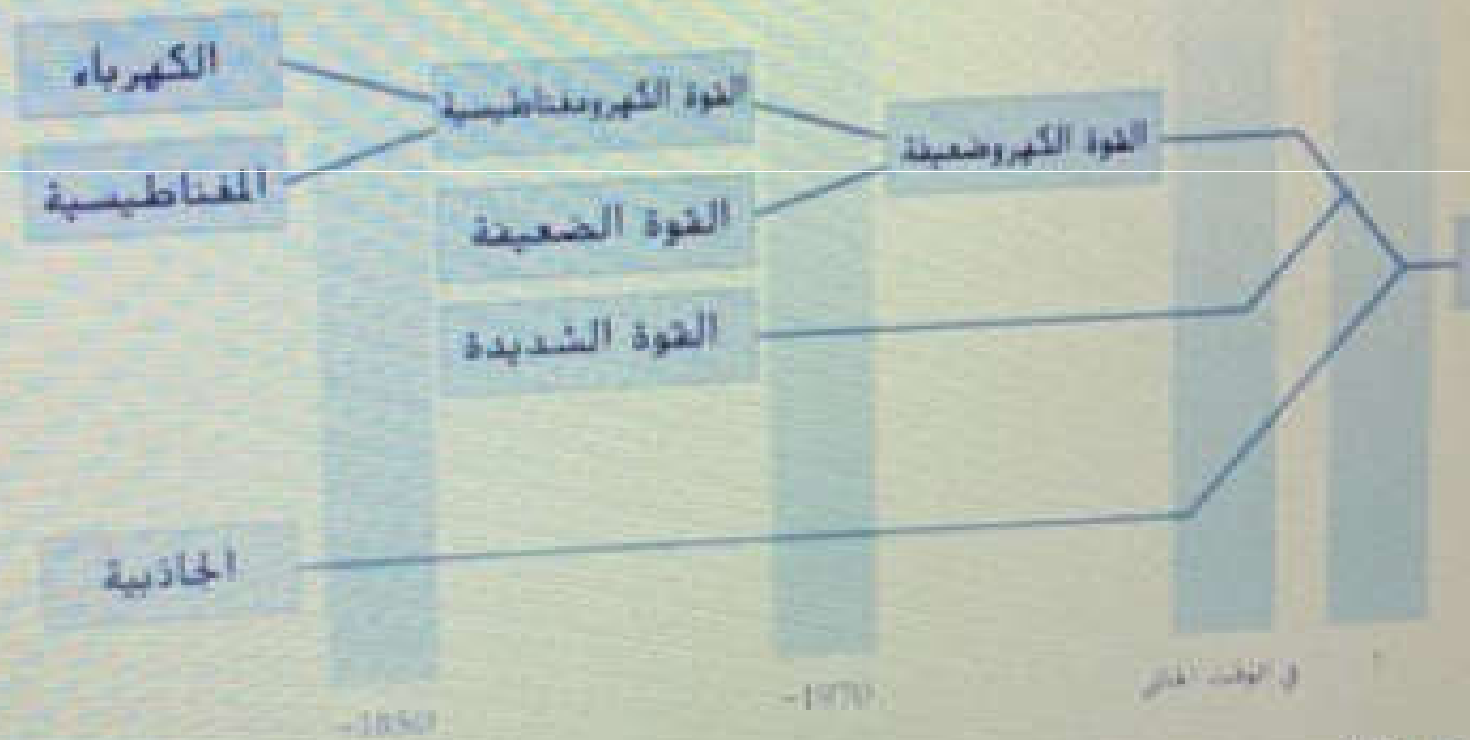 الكهرباء
المغناطيسية
القوة الكهرومغناطيسية
القوة الضعيفة
القوة الشديدة
القوة الكهروضعيفة
الجاذبية
~1850
~1970
في الوقت الحالي